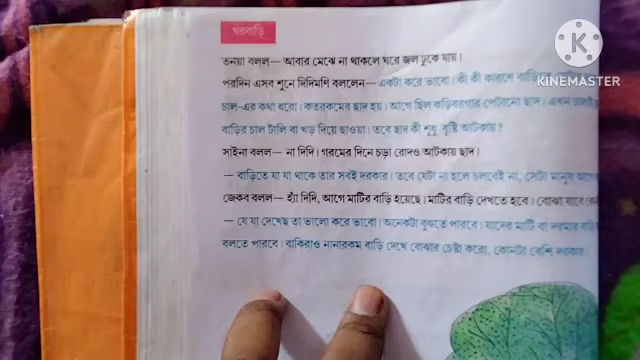 ঘরবাড়ি
KINEMASTER
তনয়া বলল— আবার মেঝে না থাকলে ঘরে জল ঢুকে যায়।
পরদিন এসব শুনে দিদিমণি বললেন— একটা করে ভাবো। কী কী কারণে
চাল-এর কথা ধরো। কতরকমের ছাদ হয়। আগে ছিল কড়িবরগার পেটানো ছাদ। এখন ঢালাই
বাড়ির চাল টালি বা খড় দিয়ে ছাওয়া। তবে ছাদ কী শুধু বৃষ্টি আটকায়?
সাইনা বলল— না দিদি। গরমের দিনে চড়া রোদও আটকায় ছাদ।
— বাড়িতে যা যা থাকে তার সবই দরকার। তবে যেটা না হলে চলবেই না, সেটা মানুষ
জেকব বলল— হ্যাঁ দিদি, আগে মাটির বাড়ি হয়েছে। মাটির বাড়ি দেখতে হবে। বোঝা যাবে।
— যে যা দেখেছ তা ভালো করে ভাবো। অনেকটা বুঝতে পারবে। যাদের মাটি বা দরমার
বলতে পারবে। বাকিরাও নানারকম বাড়ি দেখে বোঝার চেষ্টা করো, কোনটা বেশি দরকার